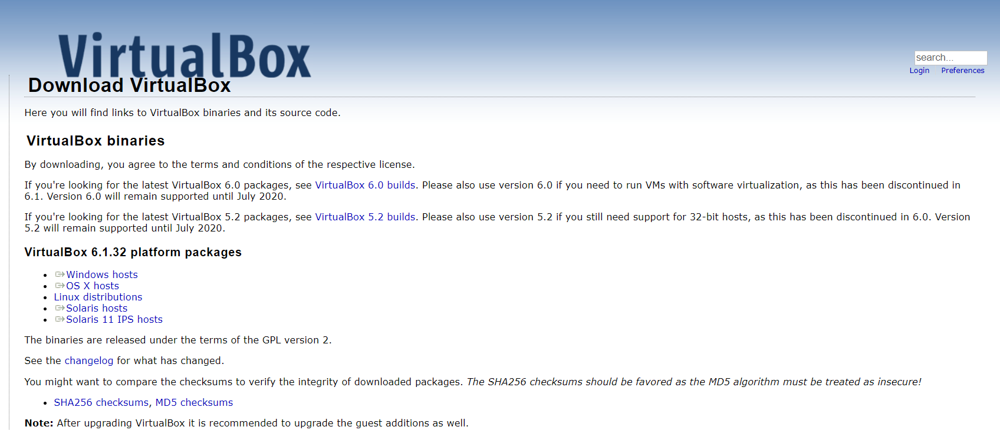 VirtualBox
search...
Login Preferences
Download VirtualBox
Here you will find links to VirtualBox binaries and its source code.
VirtualBox binaries
By downloading, you agree to the terms and conditions of the respective license.
If you're looking for the latest VirtualBox 6.0 packages, see VirtualBox 6.0 builds. Please also use version 6.0 if you need to run VMs with software virtualization, as this has been discontinued in
6.1. Version 6.0 will remain supported until July 2020.
If you're looking for the latest VirtualBox 5.2 packages, see VirtualBox 5.2 builds. Please also use version 5.2 if you still need support for 32-bit hosts, as this has been discontinued in 6.0. Version
5.2 will remain supported until July 2020.
VirtualBox 6.1.32 platform packages
• Windows hosts
• OS X hosts
• Linux distributions
• Solaris hosts
• Solaris 11 IPS hosts
The binaries are released under the terms of the GPL version 2.
See the changelog for what has changed.
You might want to compare the checksums to verify the integrity of downloaded packages. The SHA256 checksums should be favored as the MD5 algorithm must be treated as insecure!
• SHA256 checksums, MD5 checksums
Note: After upgrading VirtualBox it is recommended to upgrade the guest additions as well.